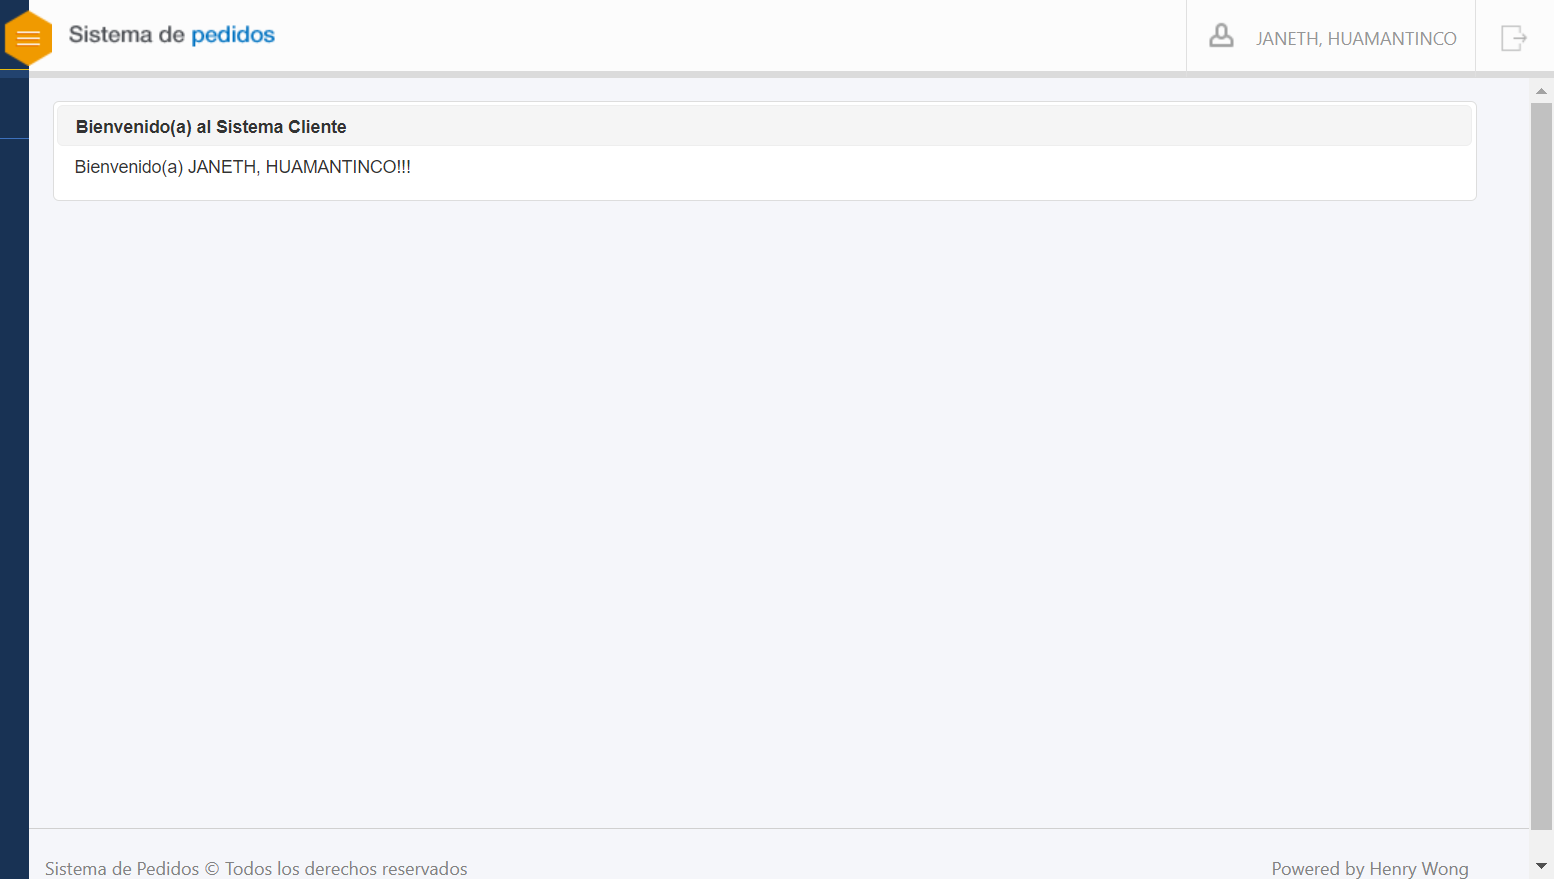 Sistema de pedidos
JANETH, HUAMANTINCO
Bienvenido(a) al Sistema Cliente
Bienvenido(a) JANETH, HUAMANTINCO!!!
Sistema de Pedidos © Todos los derechos reservados
Powered by Henry Wong